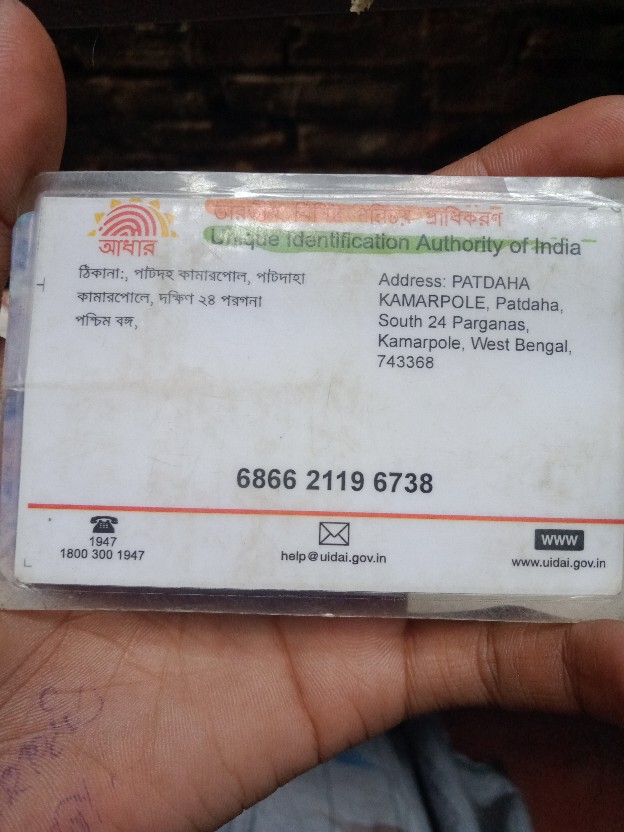 আধার
ভারতীয় বিশিষ্ট পরিচয় প্রাধিকরণ
Unique Identification Authority of India
ঠিকানা:, পাটদহ কামারপোল, পাটদাহা
কামারপোলে, দক্ষিণ ২৪ পরগনা
পশ্চিম বঙ্গ,
Address: PATDAHA
KAMARPOLE, Patdaha,
South 24 Parganas,
Kamarpole, West Bengal,
743368
6866 2119 6738
1947
1800 300 1947
help@uidai.gov.in
WWW
www.uidai.gov.in